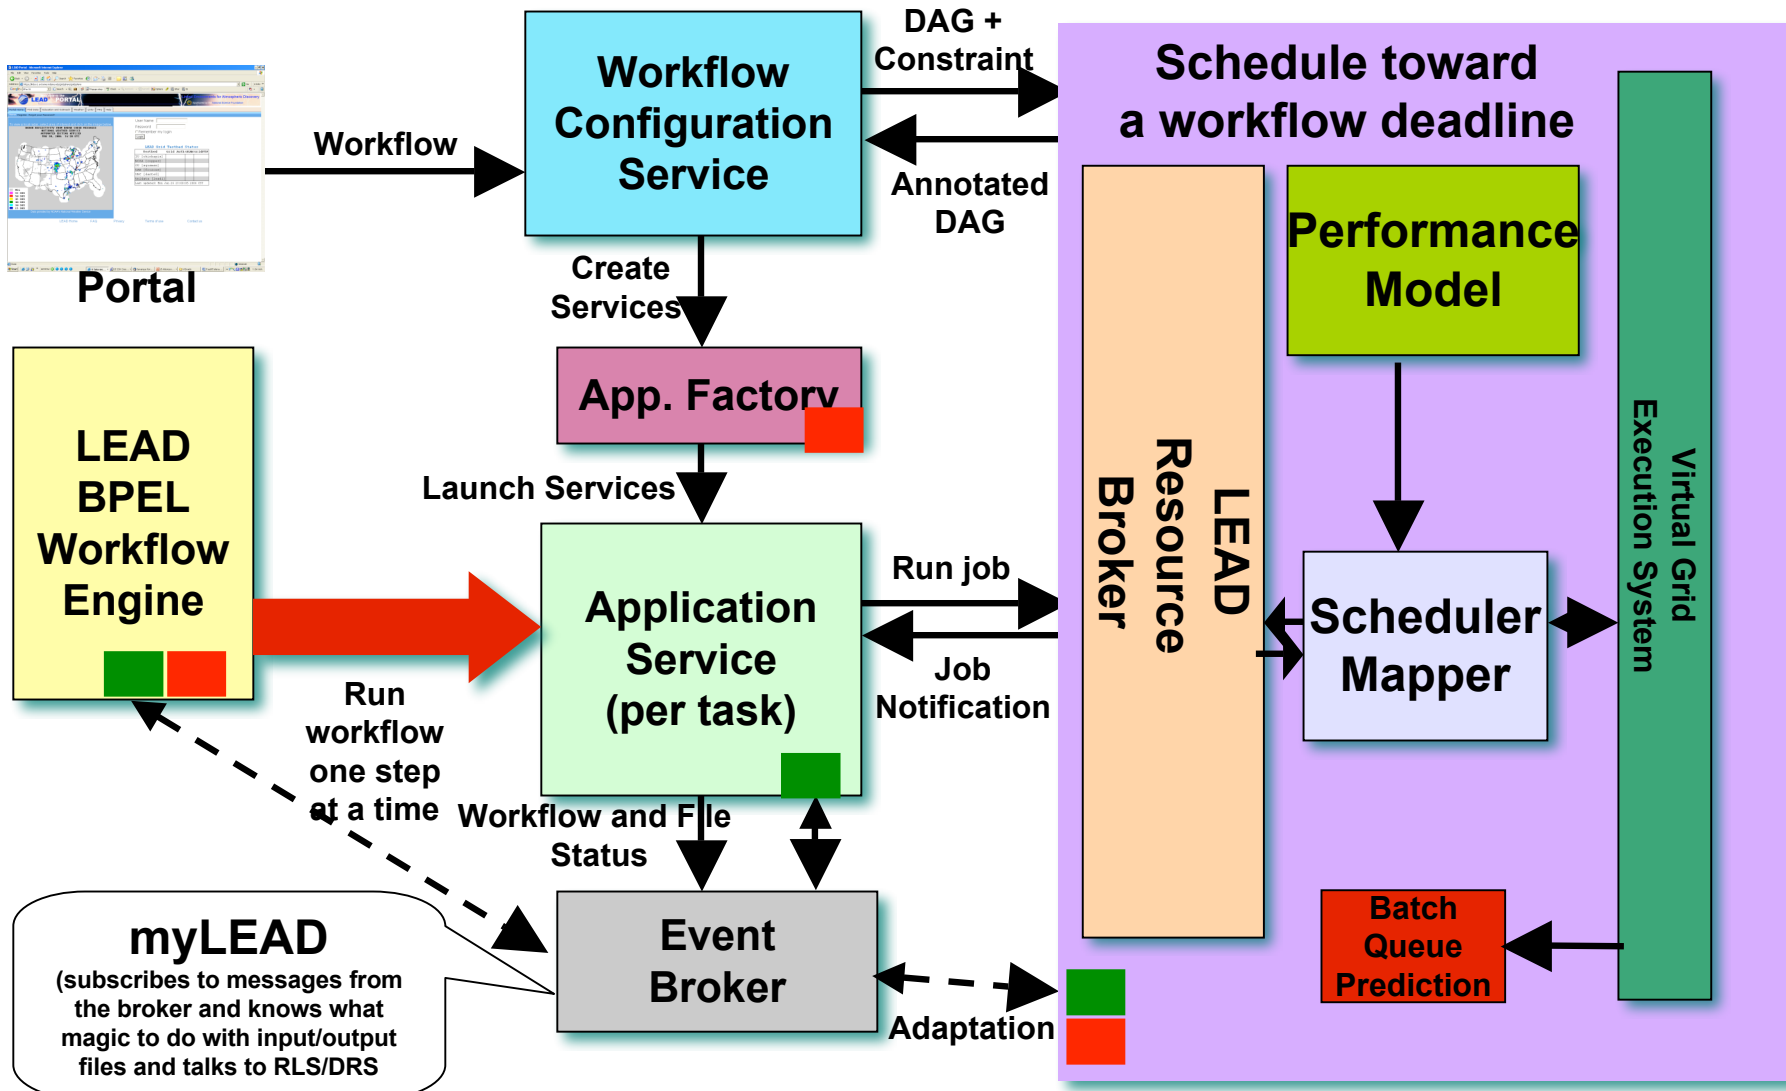 DAG +
Constraint
Workflow
Configuration
Service
Schedule toward
a workflow deadline
LEAD PORTAL
Workflow
Annotated
DAG
Portal
Create
Services
Performance
Model
App. Factory
LEAD
BPEL
Workflow
Engine
Launch Services
LEAD
Resource
Broker
Virtual Grid
Execution System
Application
Service
(per task)
Run job
Job
Notification
Scheduler
Mapper
Run
workflow
one step
at a time
Workflow and File
Status
Event
Broker
Batch
Queue
Prediction
Adaptation
myLEAD
(subscribes to messages from
the broker and knows what
magic to do with input/output
files and talks to RLS/DRS